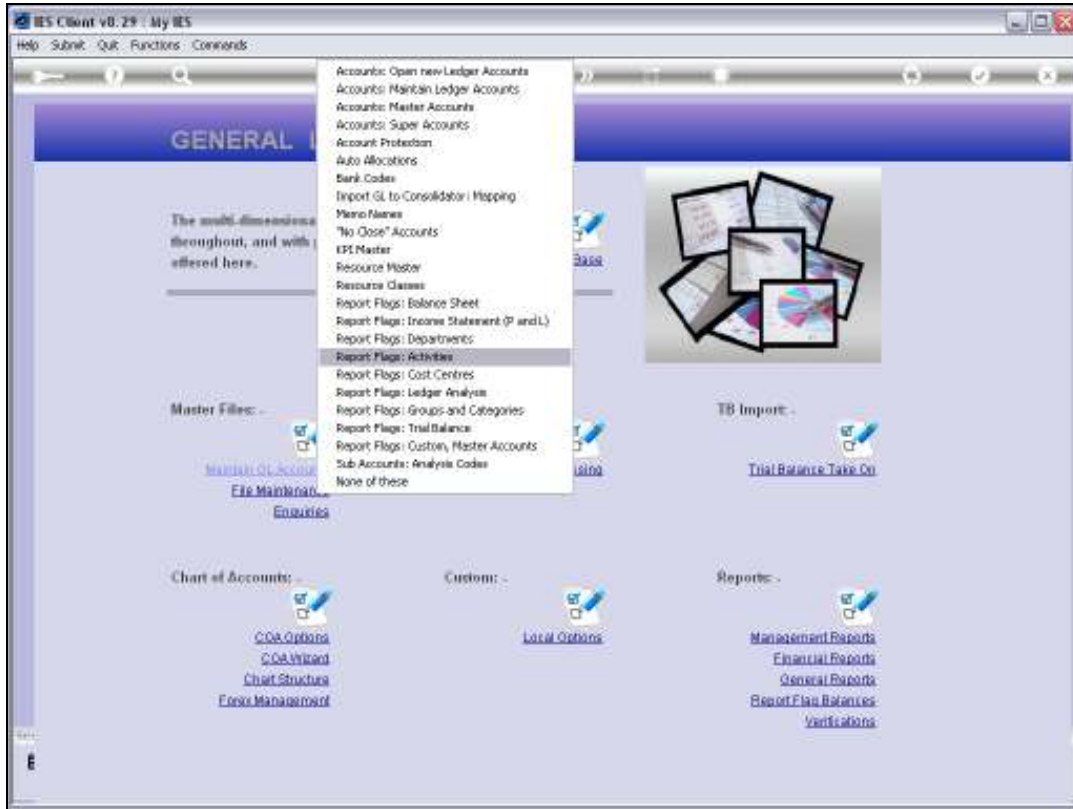 IES Client v8.29 : My IES
Help Submit Quit Functions Commands
GENERAL
The multi-dimensiona
throughout, and with
offered here.
Base
Accounts: Open new Ledger Accounts
Accounts: Maintain Ledger Accounts
Accounts: Master Accounts
Accounts: Super Accounts
Account Protection
Auto Allocations
Bank Codes
Import GL to Consolidator : Mapping
Memo Names
"No Close" Accounts
KPI Master
Resource Master
Resource Classes
Report Flags: Balance Sheet
Report Flags: Income Statement (P and L)
Report Flags: Departments
Report Flags: Activities
Report Flags: Cost Centres
Report Flags: Ledger Analysis
Report Flags: Groups and Categories
Report Flags: Trial Balance
Report Flags: Custom, Master Accounts
Sub Accounts: Analysis Codes
None of these
Master Files: -
Maintain GL Accoun
File Maintenance
Enquiries
ising
TB Import: -
Trial Balance Take On
Chart of Accounts: -
COA Options
COA Wizard
Chart Structure
Forex Management
Custom: -
Local Options
Reports: -
Management Reports
Financial Reports
General Reports
Report Flag Balances
Verifications